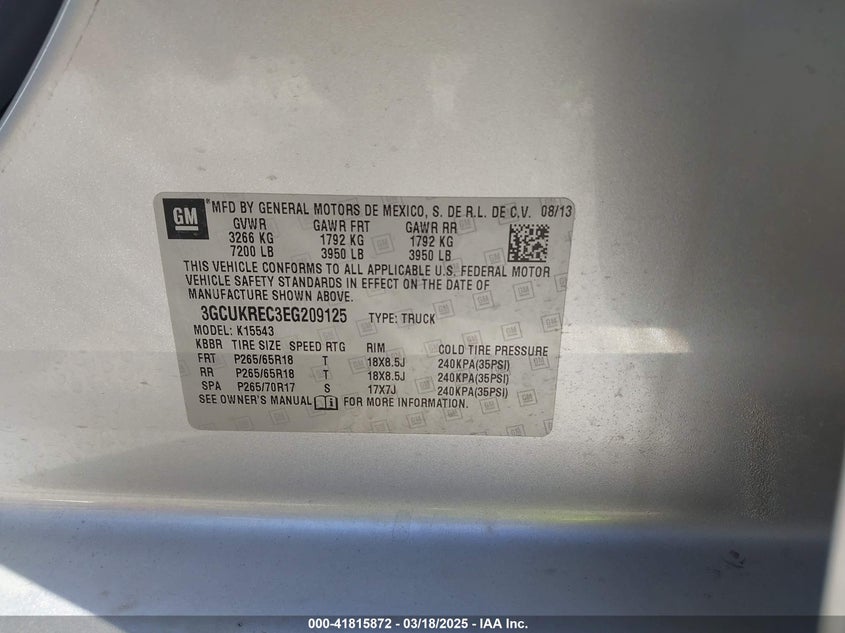 GM ®MFD BY GENERAL MOTORS DE MEXICO, S. DE R.L. DE C.V. 08/13
GVWR GAWR FRT GAWR RR
3266 KG 1792 KG 1792 KG
7200 LB 3950 LB 3950 LB
THIS VEHICLE CONFORMS TO ALL APPLICABLE U.S. FEDERAL MOTOR
VEHICLE SAFETY STANDARDS IN EFFECT ON THE DATE OF
MANUFACTURE SHOWN ABOVE.
3GCUKREC3EG209125 TYPE: TRUCK
MODEL: K15543
KBBR TIRE SIZE SPEED RTG RIM COLD TIRE PRESSURE
FRT P265/65R18 T 18X8.5J 240KPA(35PSI)
RR P265/65R18 T 18X8.5J 240KPA(35PSI)
SPA P265/70R17 S 17X7J 240KPA(35PSI)
SEE OWNER'S MANUAL FOR MORE INFORMATION.
000-41815872 - 03/18/2025 - IAA Inc.